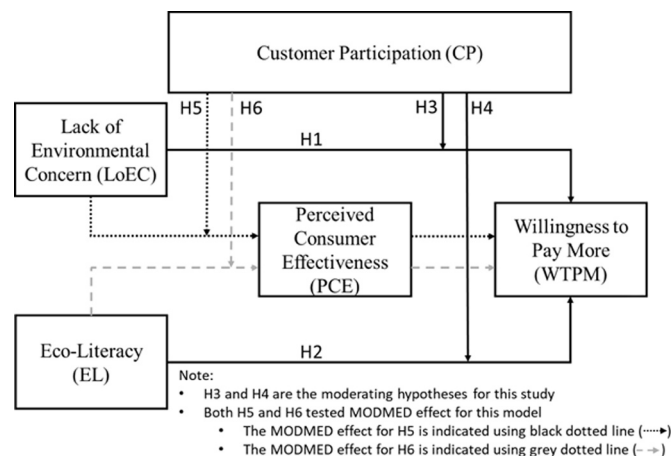 Customer Participation (CP)
H5
H6
H3
H4
Lack of
Environmental
Concern (LoEC)
H1
Perceived
Consumer
Effectiveness
(PCE)
Willingness to
Pay More
(WTPM)
Eco-Literacy
(EL)
H2
Note:
• H3 and H4 are the moderating hypotheses for this study
• Both H5 and H6 tested MODMED effect for this model
• The MODMED effect for H5 is indicated using black dotted line ( )
• The MODMED effect for H6 is indicated using grey dotted line ( )